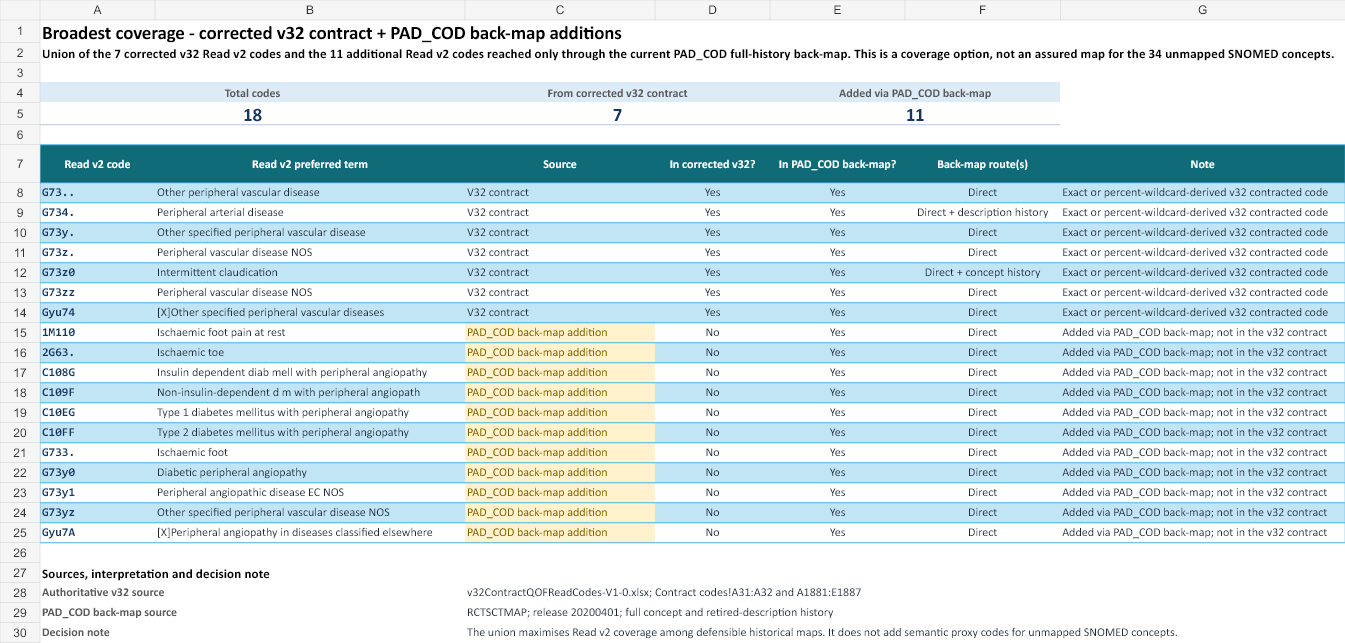 A B C D E F G
1 Broadest coverage - corrected v32 contract + PAD_COD back-map additions
2 Union of the 7 corrected v32 Read v2 codes and the 11 additional Read v2 codes reached only through the current PAD_COD full-history back-map. This is a coverage option, not an assured map for the 34 unmapped SNOMED concepts.
3
4 Total codes From corrected v32 contract Added via PAD_COD back-map
5 18 7 11
6
7 Read v2 code Read v2 preferred term Source In corrected v32? In PAD_COD back-map? Back-map route(s) Note
8 G73.. Other peripheral vascular disease V32 contract Yes Yes Direct Exact or percent-wildcard-derived v32 contracted code
9 G734. Peripheral arterial disease V32 contract Yes Yes Direct + description history Exact or percent-wildcard-derived v32 contracted code
10 G73y. Other specified peripheral vascular disease V32 contract Yes Yes Direct Exact or percent-wildcard-derived v32 contracted code
11 G73z. Peripheral vascular disease NOS V32 contract Yes Yes Direct Exact or percent-wildcard-derived v32 contracted code
12 G73z0 Intermittent claudication V32 contract Yes Yes Direct + concept history Exact or percent-wildcard-derived v32 contracted code
13 G73zz Peripheral vascular disease NOS V32 contract Yes Yes Direct Exact or percent-wildcard-derived v32 contracted code
14 Gyu74 [X]Other specified peripheral vascular diseases V32 contract Yes Yes Direct Exact or percent-wildcard-derived v32 contracted code
15 1M110 Ischaemic foot pain at rest PAD_COD back-map addition No Yes Direct Added via PAD_COD back-map; not in the v32 contract
16 2G63. Ischaemic toe PAD_COD back-map addition No Yes Direct Added via PAD_COD back-map; not in the v32 contract
17 C108G Insulin dependent diab mell with peripheral angiopathy PAD_COD back-map addition No Yes Direct Added via PAD_COD back-map; not in the v32 contract
18 C109F Non-insulin-dependent d m with peripheral angiopath PAD_COD back-map addition No Yes Direct Added via PAD_COD back-map; not in the v32 contract
19 C10EG Type 1 diabetes mellitus with peripheral angiopathy PAD_COD back-map addition No Yes Direct Added via PAD_COD back-map; not in the v32 contract
20 C10FF Type 2 diabetes mellitus with peripheral angiopathy PAD_COD back-map addition No Yes Direct Added via PAD_COD back-map; not in the v32 contract
21 G733. Ischaemic foot PAD_COD back-map addition No Yes Direct Added via PAD_COD back-map; not in the v32 contract
22 G73y0 Diabetic peripheral angiopathy PAD_COD back-map addition No Yes Direct Added via PAD_COD back-map; not in the v32 contract
23 G73y1 Peripheral angiopathic disease EC NOS PAD_COD back-map addition No Yes Direct Added via PAD_COD back-map; not in the v32 contract
24 G73yz Other specified peripheral vascular disease NOS PAD_COD back-map addition No Yes Direct Added via PAD_COD back-map; not in the v32 contract
25 Gyu7A [X]Peripheral angiopathy in diseases classified elsewhere PAD_COD back-map addition No Yes Direct Added via PAD_COD back-map; not in the v32 contract
26
27 Sources, interpretation and decision note
28 Authoritative v32 source v32ContractQOFReadCodes-V1-0.xlsx; Contract codes!A31:A32 and A1881:E1887
29 PAD_COD back-map source RCTSCTMAP; release 20200401; full concept and retired-description history
30 Decision note The union maximises Read v2 coverage among defensible historical maps. It does not add semantic proxy codes for unmapped SNOMED concepts.